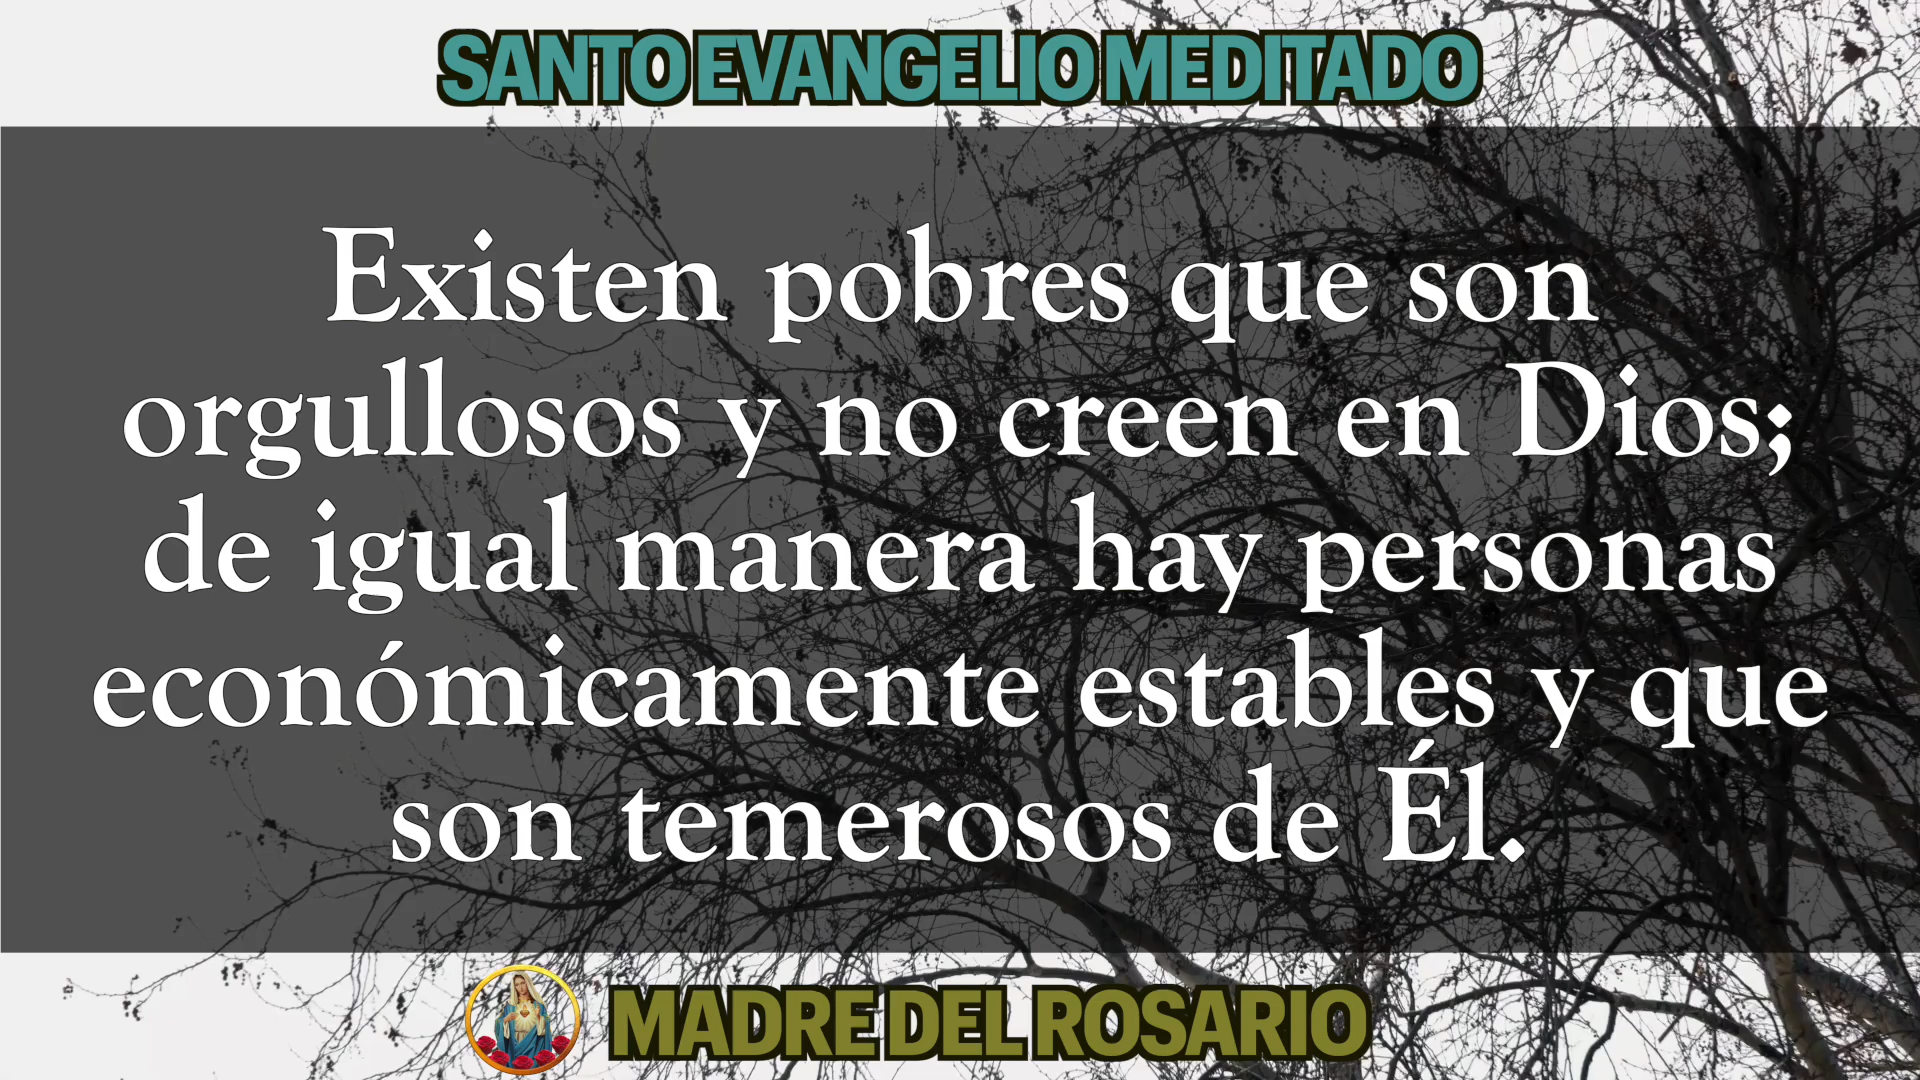 SANTO EVANGELIO MEDITADO
Existen pobres que son
orgullosos y no creen en Dios;
de igual manera hay personas
económicamente estables y que
son temerosos de Él.
MADRE DEL ROSARIO